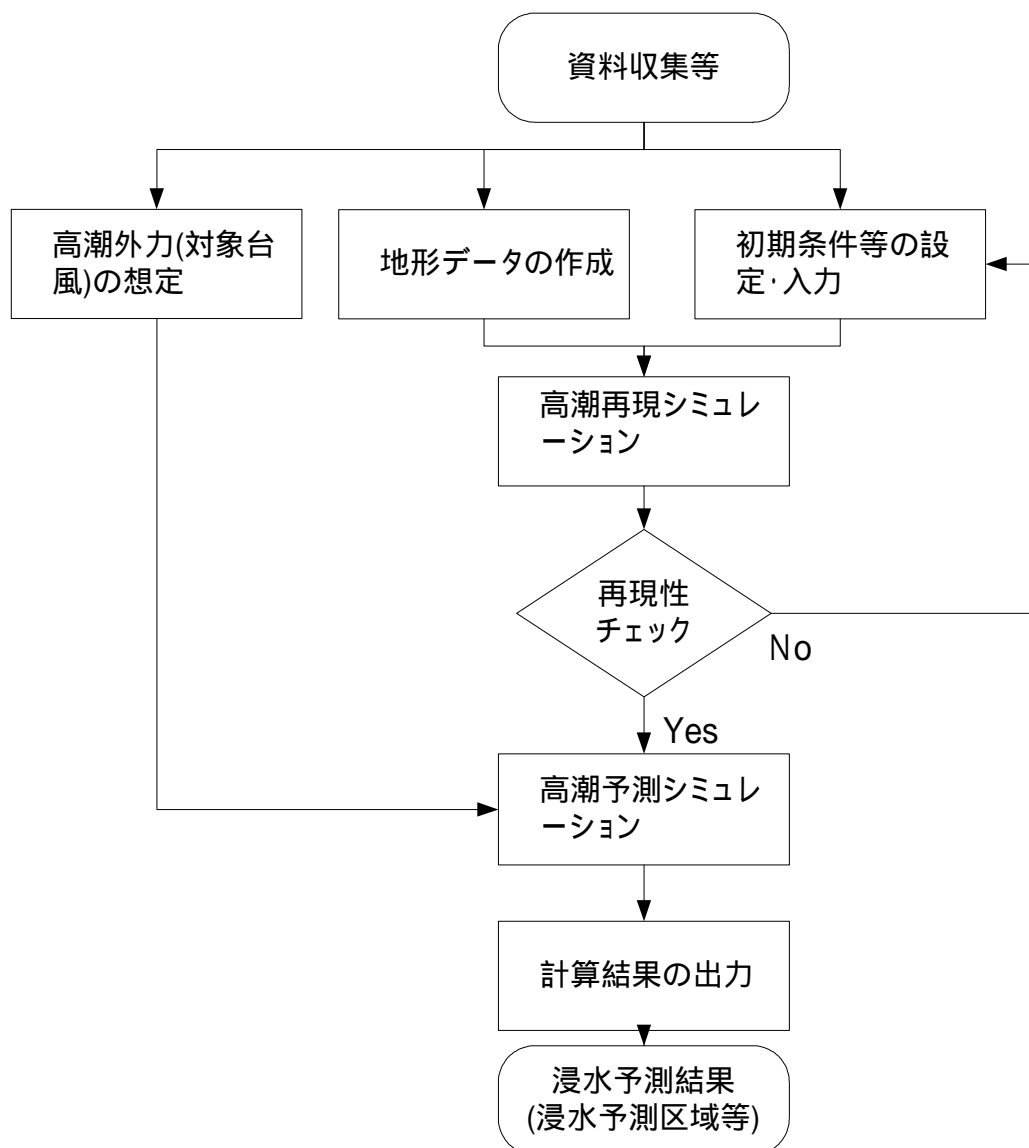 資料収集等
高潮外力(対象台
風)の想定
地形データの作成
初期条件等の設
定・入力
高潮再現シミュレ
ーション
再現性
チェック
No
Yes
高潮予測シミュレ
ーション
計算結果の出力
浸水予測結果
(浸水予測区域等)